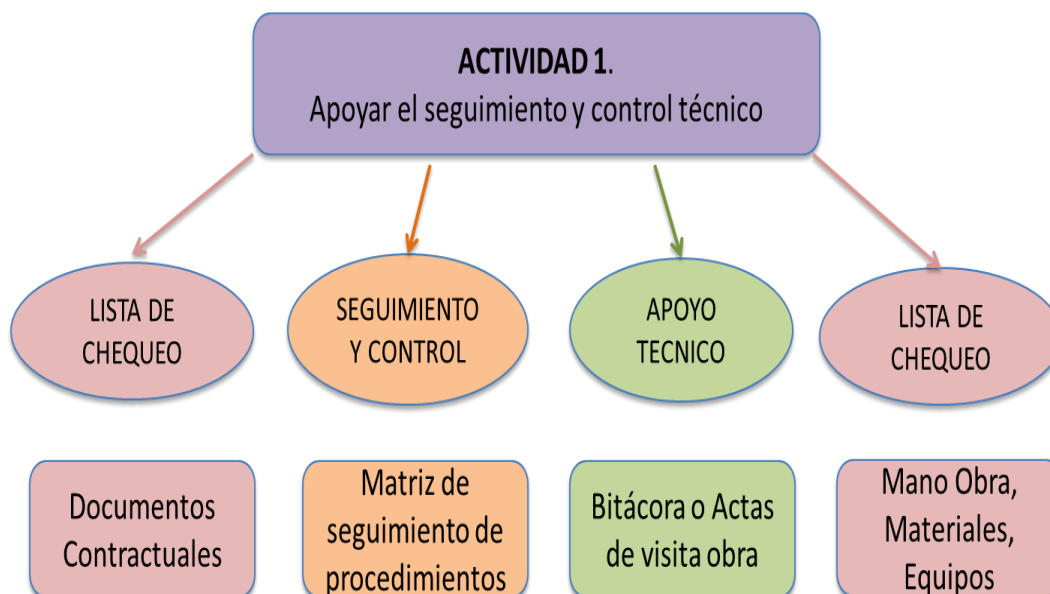 ACTIVIDAD 1.
Apoyar el seguimiento y control técnico
LISTA DE
CHEQUEO
SEGUIMIENTO
Y CONTROL
APOYO
TECNICO
LISTA DE
CHEQUEO
Documentos
Contractuales
Matriz de
seguimiento de
procedimientos
Bitácora o Actas
de visita obra
Mano Obra,
Materiales,
Equipos